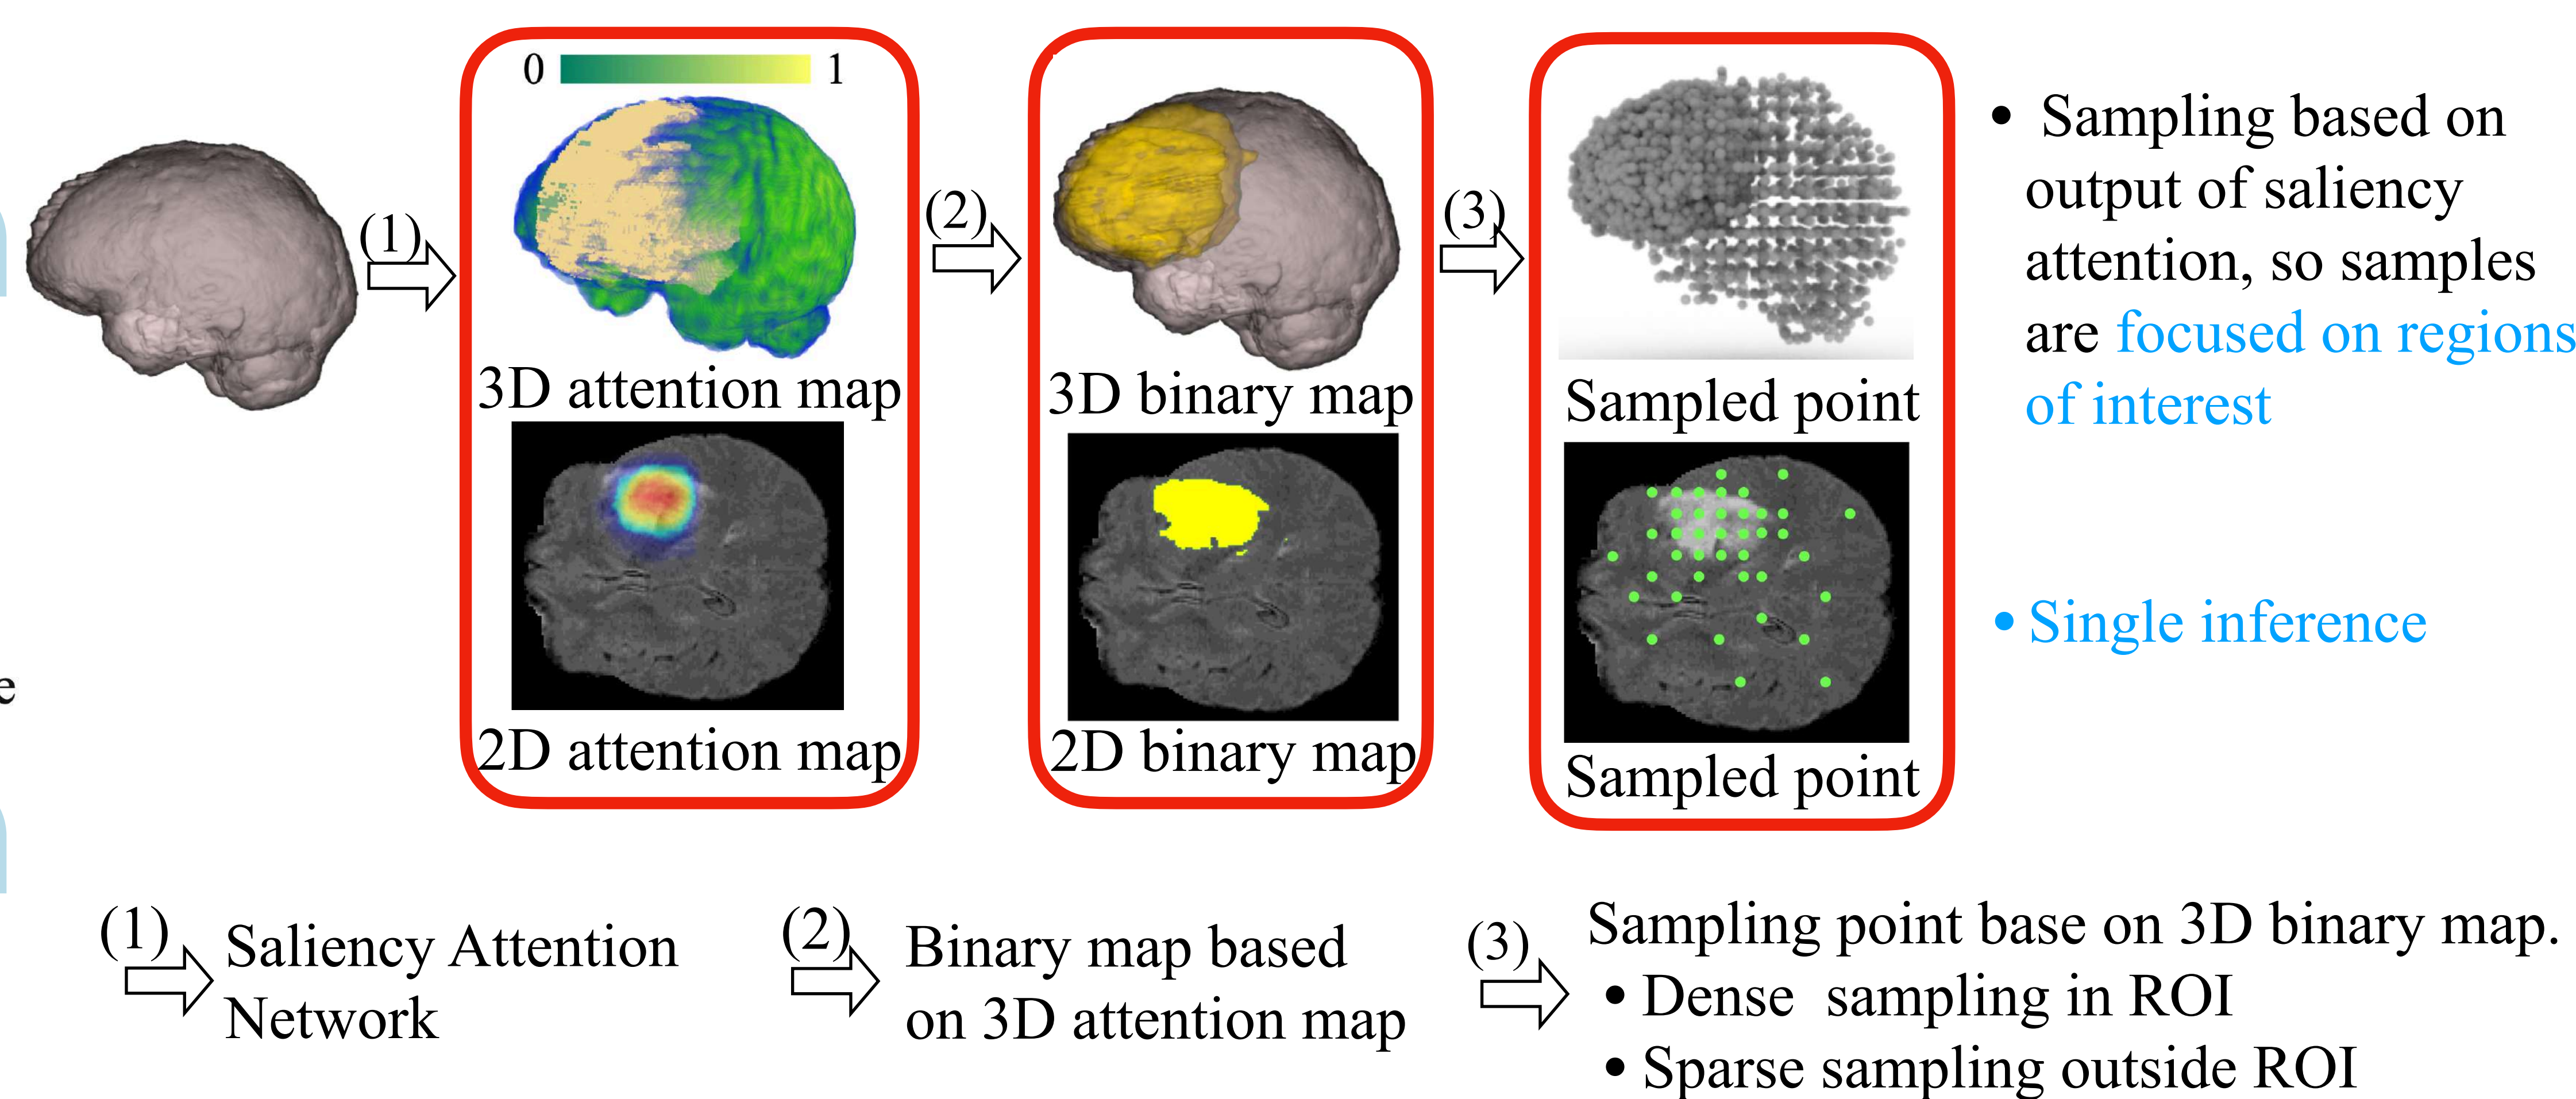 0 1
(1)
(2)
(3)
3D attention map
3D binary map
Sampled point
2D attention map
2D binary map
Sampled point
• Sampling based on
output of saliency
attention, so samples
are focused on regions
of interest
• Single inference
e
(1)
Saliency Attention
Network
(2)
Binary map based
on 3D attention map
(3)
Sampling point base on 3D binary map.
• Dense sampling in ROI
• Sparse sampling outside ROI